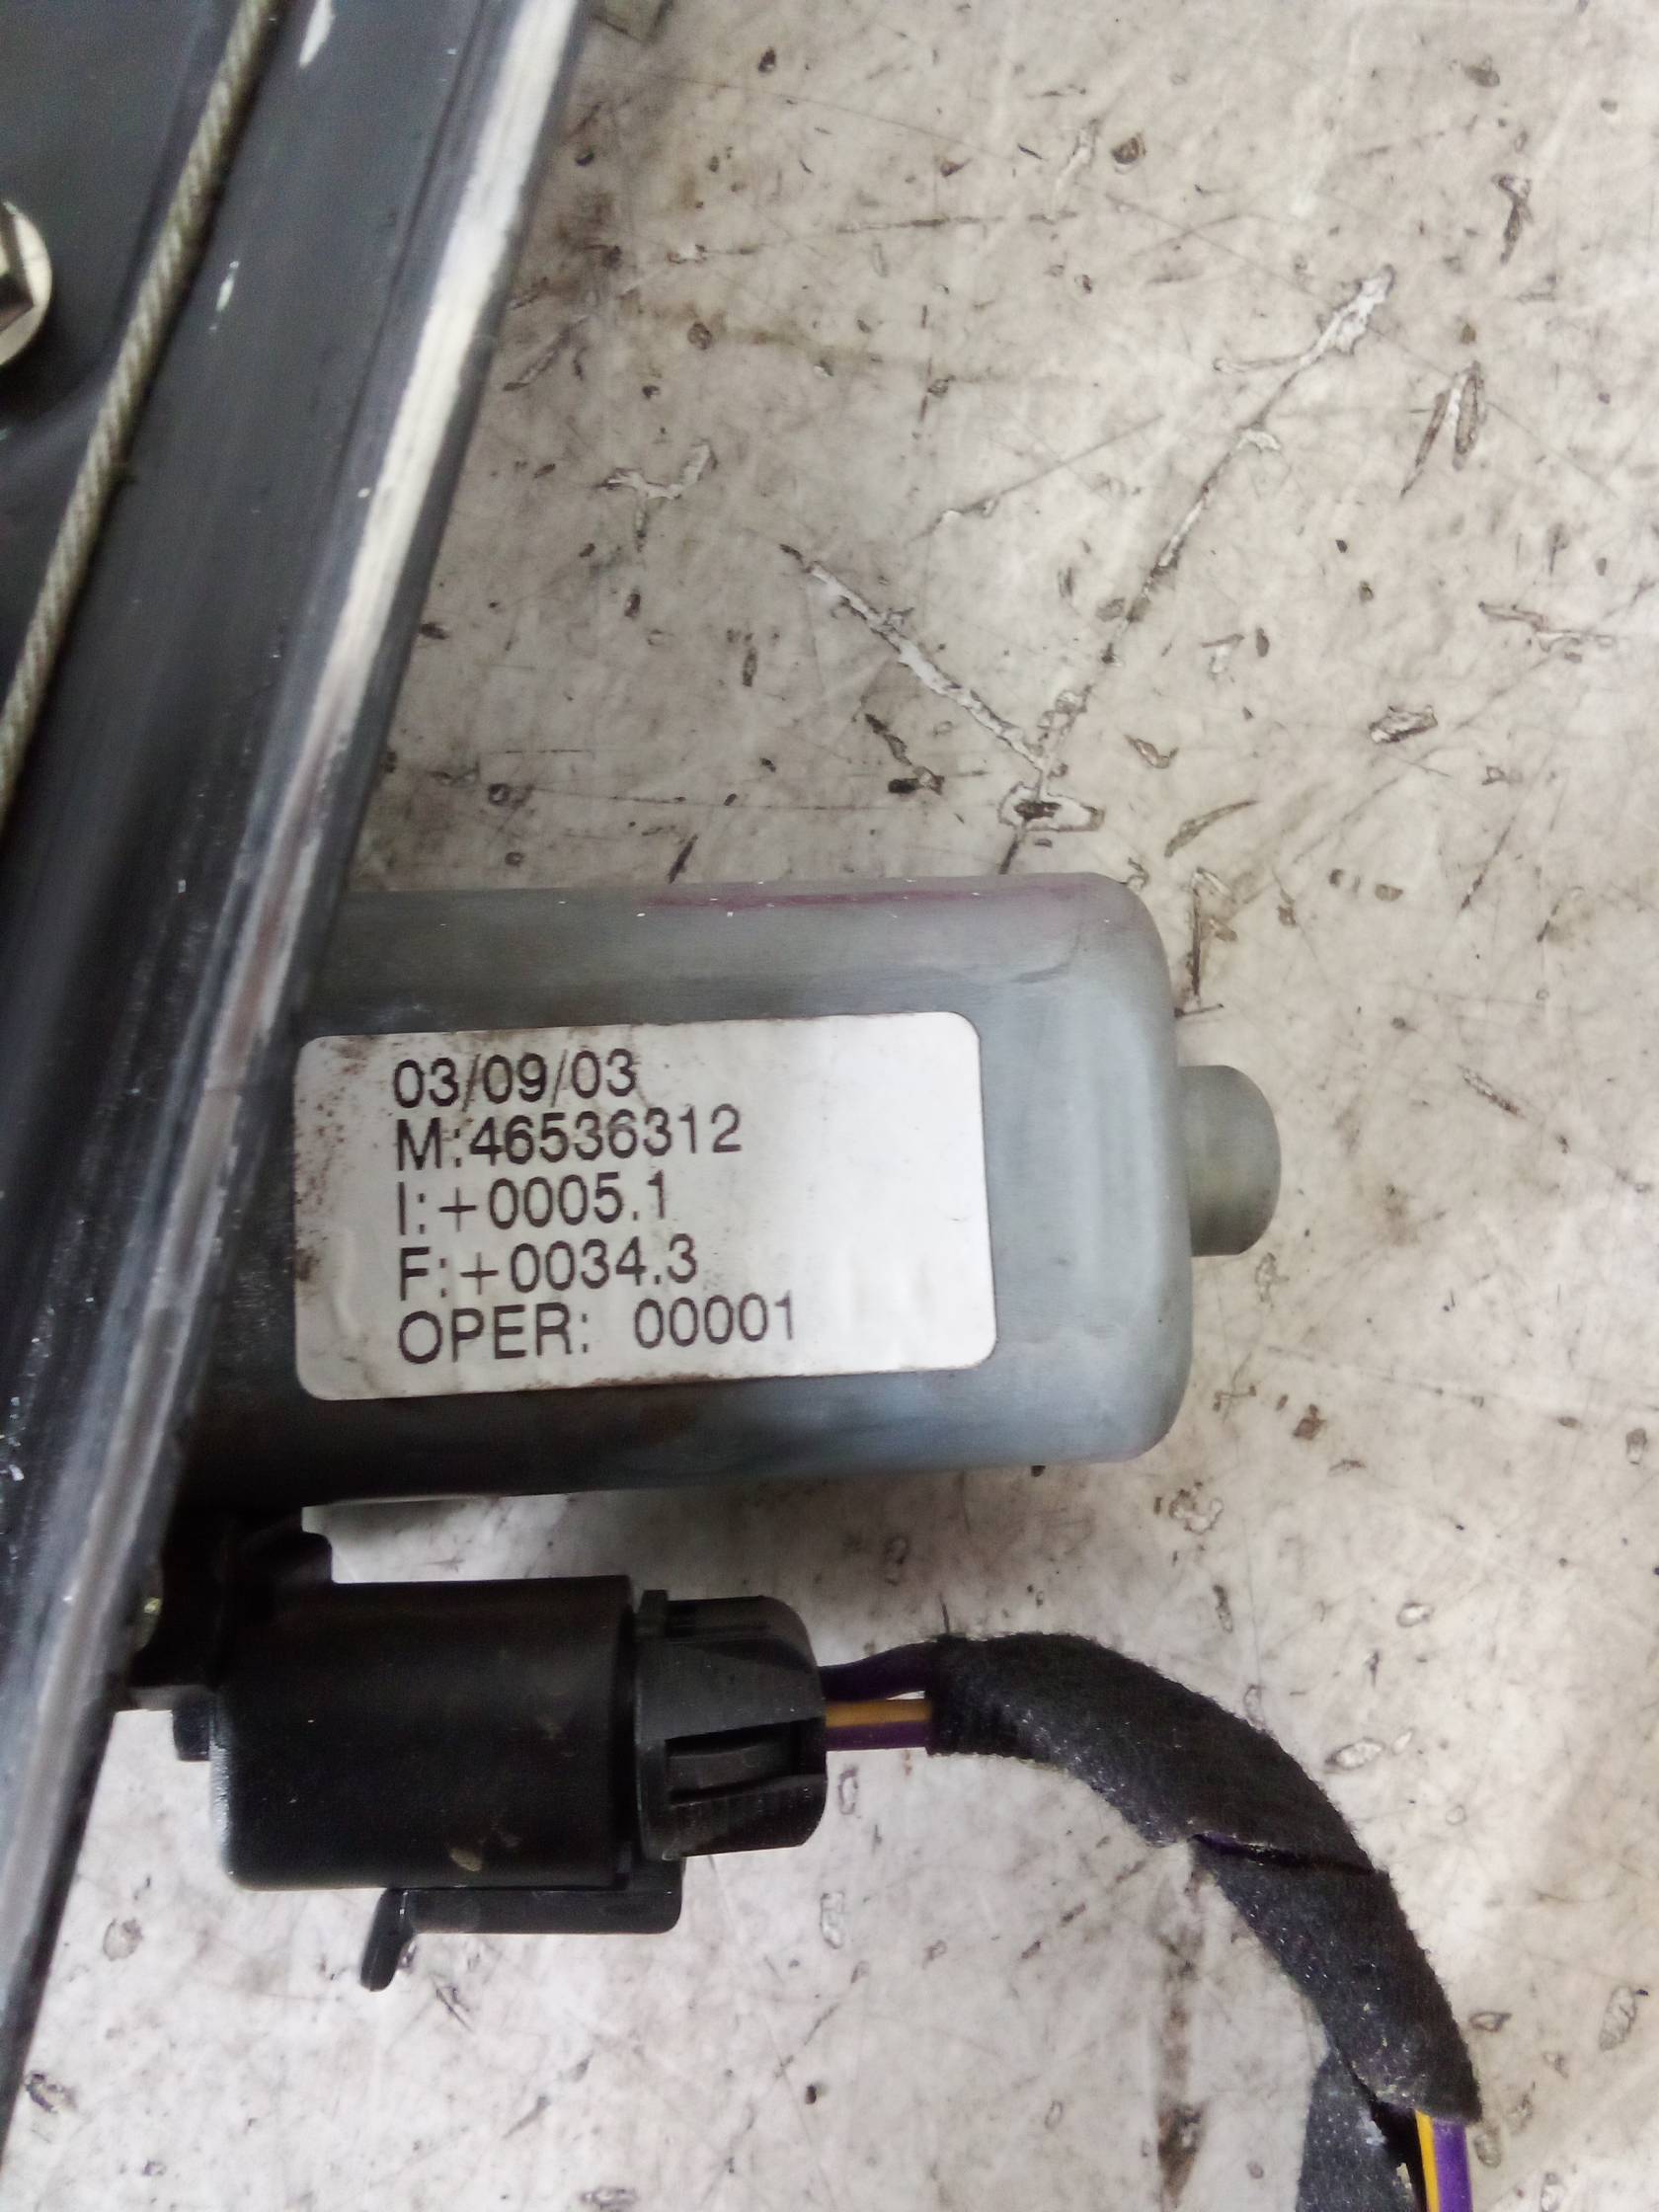 03/09/03
M:46536312
I:+0005.1
F:+0034.3
OPER: 00001